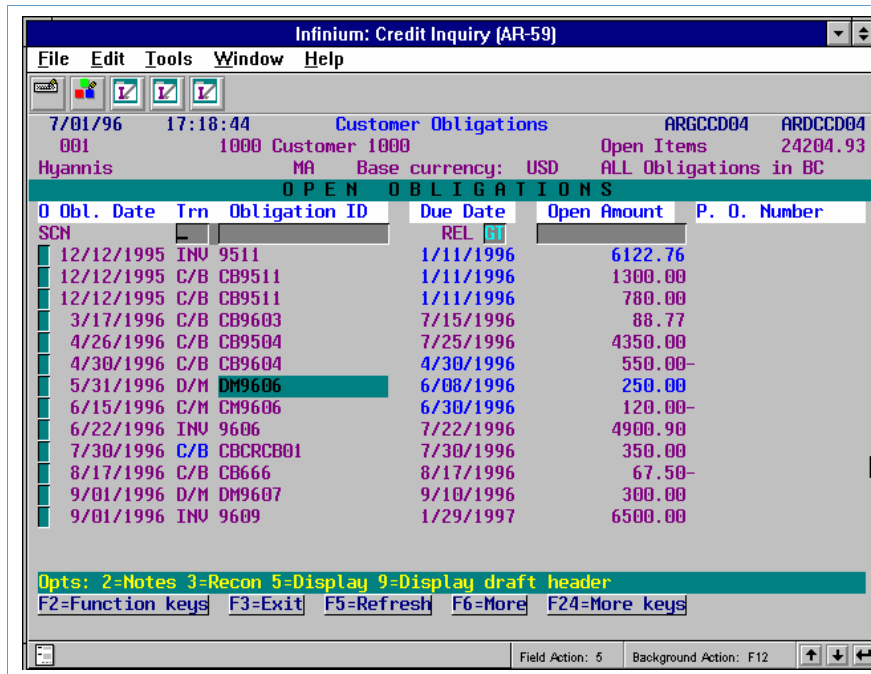 Infinium: Credit Inquiry (AR-59)
File Edit Tools Window Help
7/01/96 17:18:44 Customer Obligations ARGCCD04 ARDCCD04
001 1000 Customer 1000 Open Items 24204.93
Hyannis MA Base currency: USD ALL Obligations in BC
O P E N O B L I G A T I O N S
O Obl. Date Trn Obligation ID Due Date Open Amount P. O. Number
SCN REL GT
12/12/1995 INV 9511 1/11/1996 6122.76
12/12/1995 C/B CB9511 1/11/1996 1300.00
12/12/1995 C/B CB9511 1/11/1996 780.00
3/17/1996 C/B CB9603 7/15/1996 88.77
4/26/1996 C/B CB9504 7/25/1996 4350.00
4/30/1996 C/B CB9604 4/30/1996 550.00-
5/31/1996 D/M DM9606 6/08/1996 250.00
6/15/1996 C/M CM9606 6/30/1996 120.00-
6/22/1996 INV 9606 7/22/1996 4900.90
7/30/1996 C/B CBCRCB01 7/30/1996 350.00
8/17/1996 C/B CB666 8/17/1996 67.50-
9/01/1996 D/M DM9607 9/10/1996 300.00
9/01/1996 INV 9609 1/29/1997 6500.00
Opts: 2=Notes 3=Recon 5=Display 9=Display draft header
F2=Function keys F3=Exit F5=Refresh F6=More F24=More keys
Field Action: 5 Background Action: F12